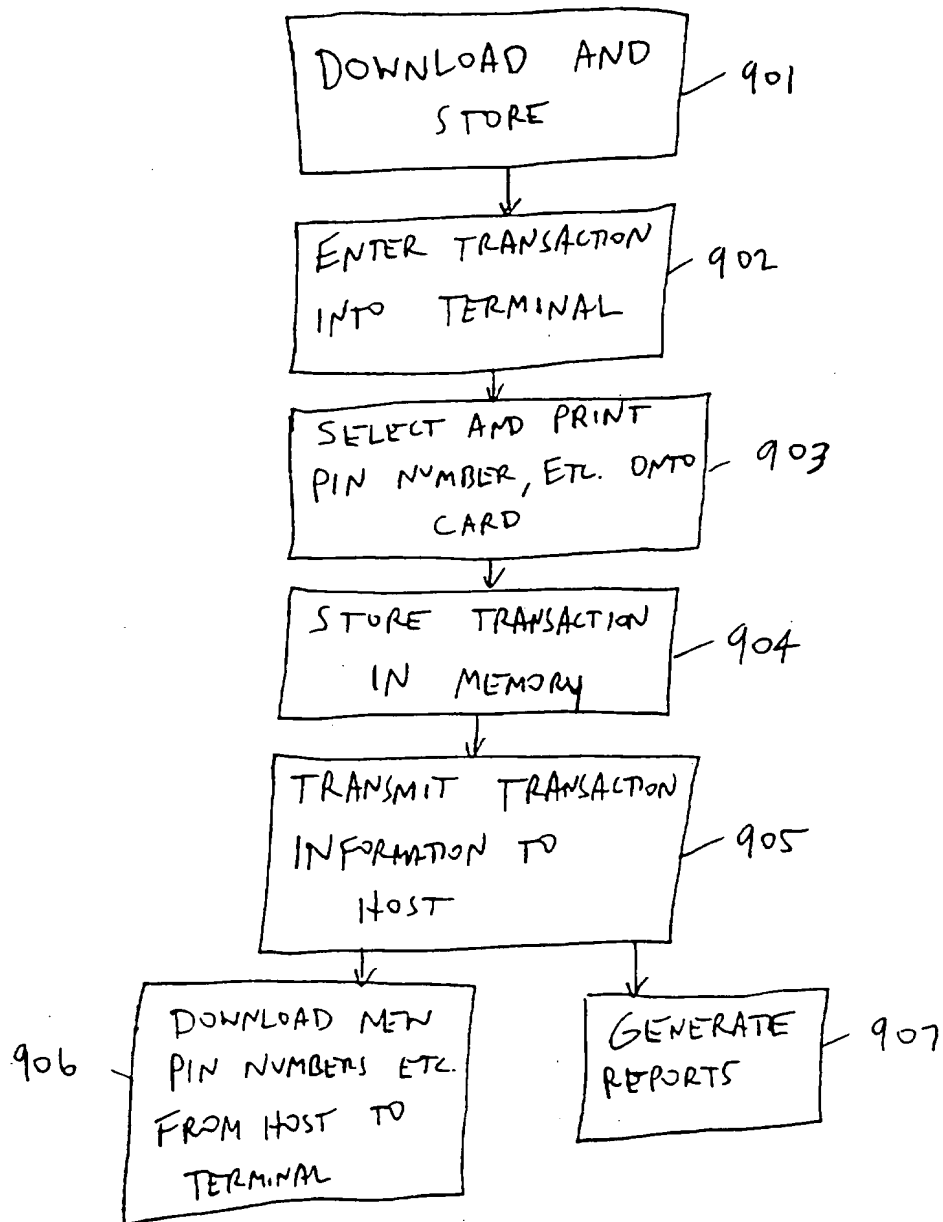 DOWNLOAD AND
STORE
901
ENTER TRANSACTION
INTO TERMINAL
902
SELECT AND PRINT
PIN NUMBER, ETC. ONTO
CARD
903
STORE TRANSACTION
IN MEMORY
904
TRANSMIT TRANSACTION
INFORMATION TO
HOST
905
906
DOWNLOAD NEW
PIN NUMBERS ETC.
FROM HOST TO
TERMINAL
GENERATE
REPORTS
907